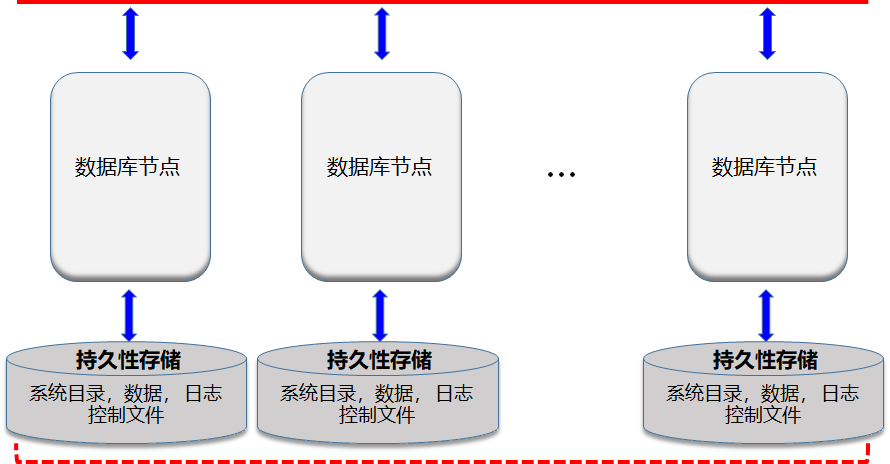 数据库节点
数据库节点
...
数据库节点
持久性存储
系统目录，数据， 日志
控制文件
持久性存储
系统目录，数据， 日志
控制文件
持久性存储
系统目录，数据， 日志
控制文件